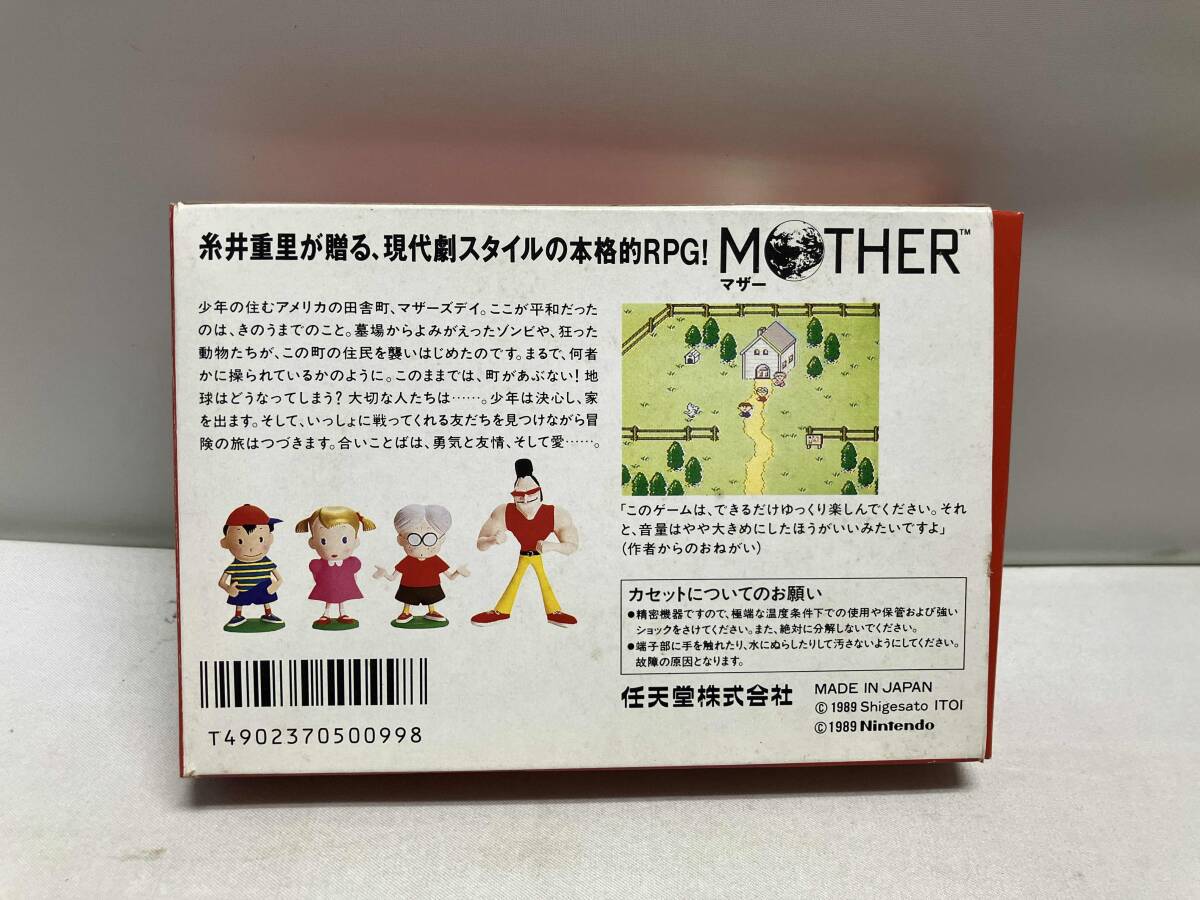 糸井重里が贈る、現代劇スタイルの本格的RPG!
MOTHER™
マザー
少年の住むアメリカの田舎町、マザーズデイ。ここが平和だった
のは、きのうまでのこと。墓場からよみがえったゾンビや、狂った
動物たちが、この町の住民を襲いはじめたのです。まるで、何者
かに操られているかのように。このままでは、町があぶない!地
球はどうなってしまう?大切な人たちは……。少年は決心し、家
を出ます。そして、いっしょに戦ってくれる友だちを見つけながら冒
険の旅はつづきます。合いことばは、勇気と友情、そして愛……。
「このゲームは、できるだけゆっくり楽しんでください。それ
と、音量はやや大きめにしたほうがいいみたいですよ」
(作者からのおねがい)
カセットについてのお願い
●精密機器ですので、極端な温度条件下での使用や保管および強い
ショックをさけてください。また、絶対に分解しないでください。
●端子部に手を触れたり、水にぬらしたりして汚さないようにしてください。
故障の原因となります。
任天堂株式会社
MADE IN JAPAN
©1989 Shigesato ITOI
©1989 Nintendo
T4902370500998